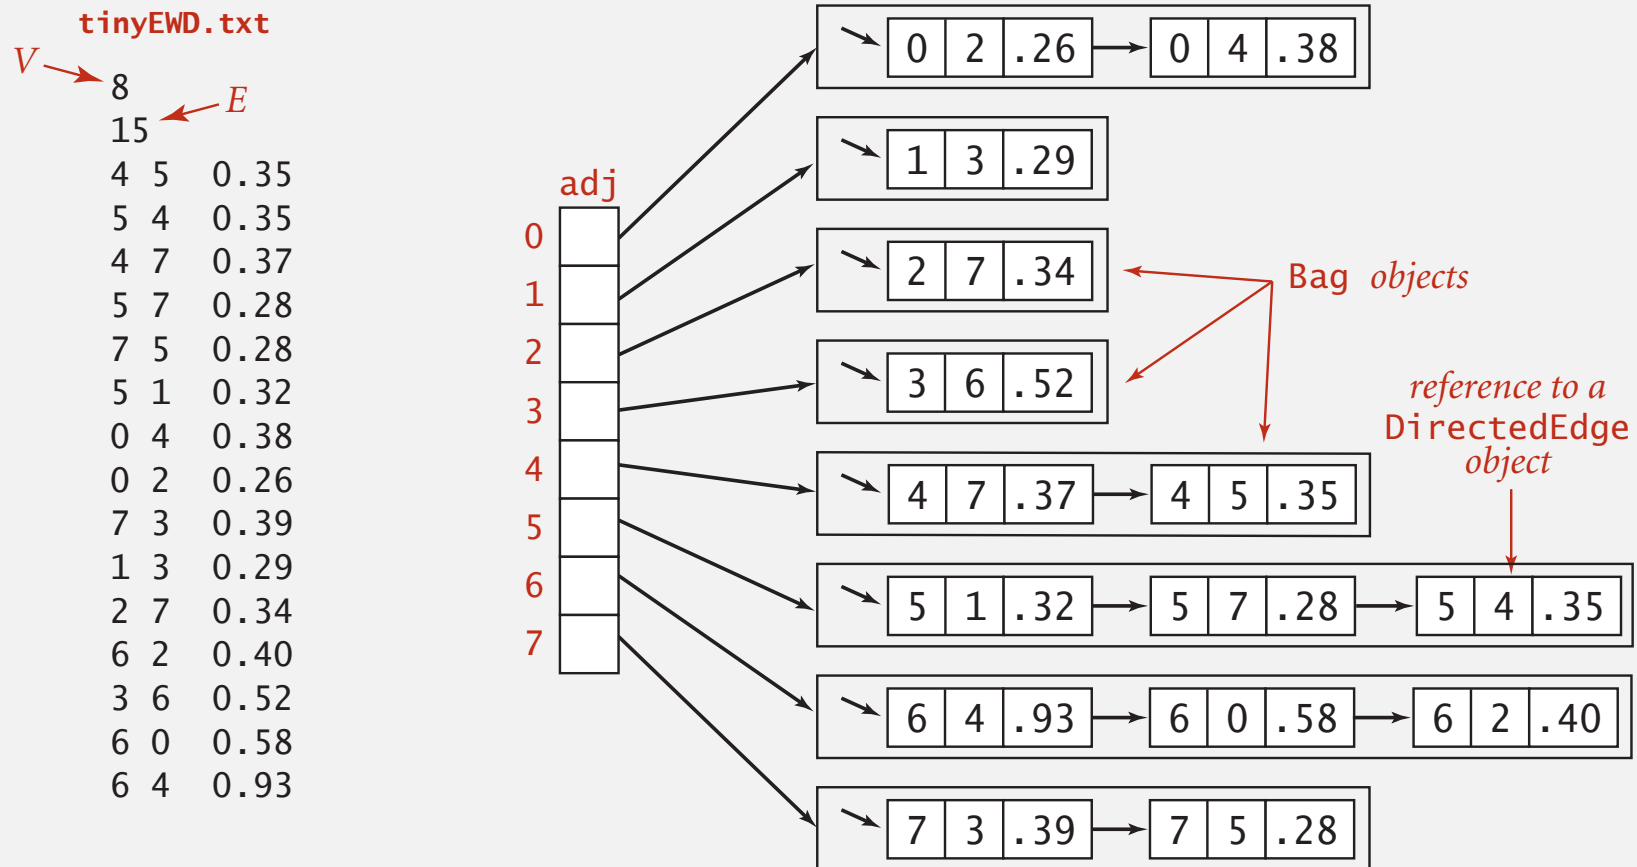 tinyEWD.txt
V
8
E
15
4 5 0.35
5 4 0.35
4 7 0.37
5 7 0.28
7 5 0.28
5 1 0.32
0 4 0.38
0 2 0.26
7 3 0.39
1 3 0.29
2 7 0.34
6 2 0.40
3 6 0.52
6 0 0.58
6 4 0.93
adj
0
1
2
3
4
5
6
7
0 2 .26 0 4 .38
1 3 .29
2 7 .34
Bag objects
3 6 .52
reference to a
DirectedEdge
object
4 7 .37 4 5 .35
5 1 .32 5 7 .28 5 4 .35
6 4 .93 6 0 .58 6 2 .40
7 3 .39 7 5 .28